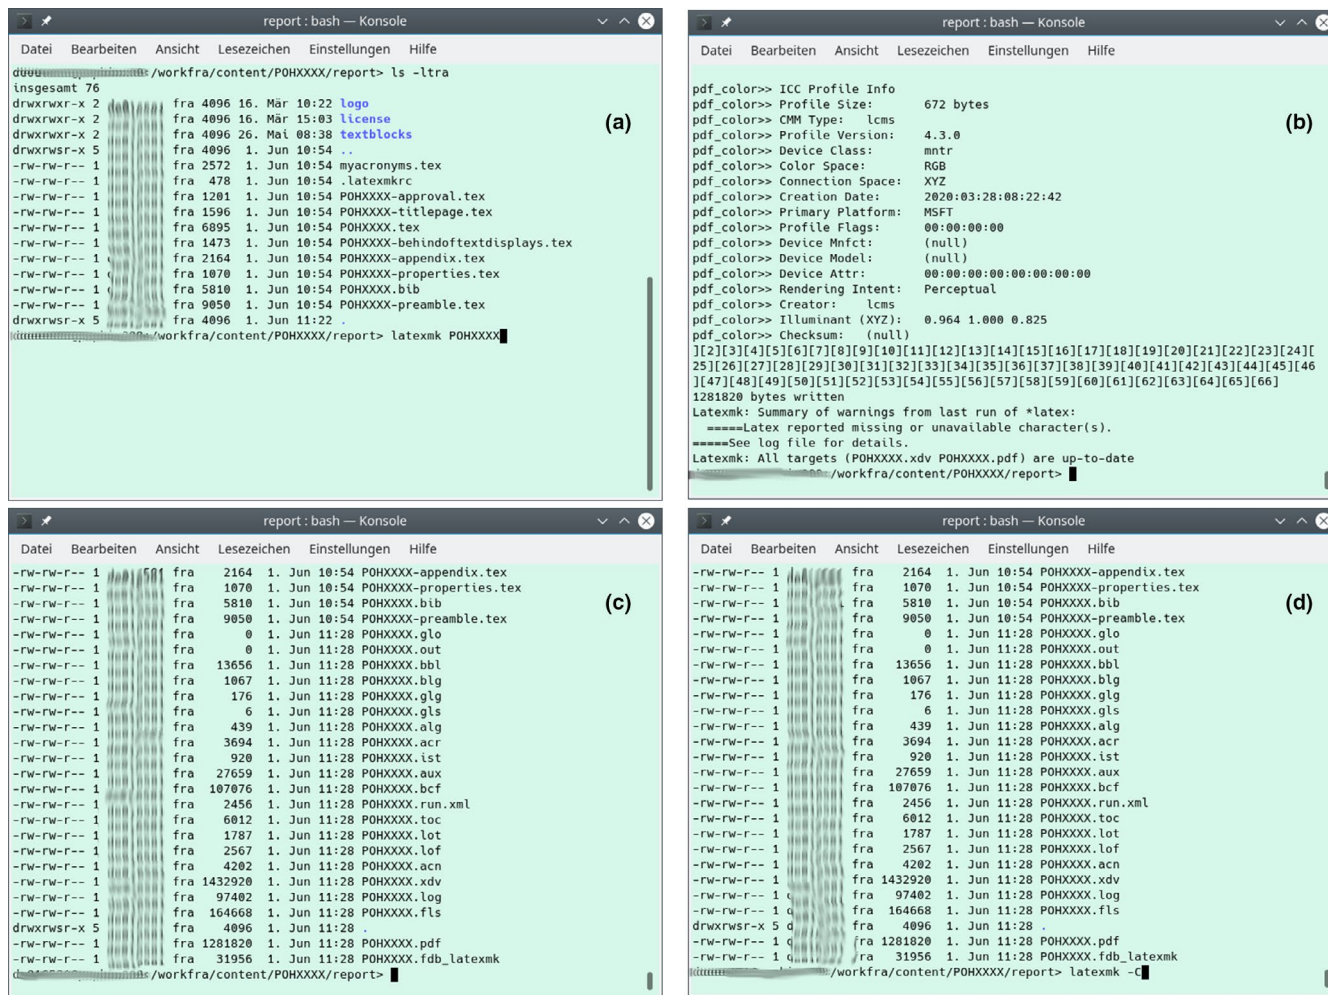 report : bash — Konsole
Datei Bearbeiten Ansicht Lesezeichen Einstellungen Hilfe
:/workfra/content/POHXXXX/report> ls -ltra
insgesamt 76
drwxrwxr-x 2 fra 4096 16. Mär 10:22 logo
drwxrwxr-x 2 fra 4096 16. Mär 15:03 license
drwxrwxr-x 2 fra 4096 26. Mai 08:38 textblocks
drwxrwsr-x 5 fra 4096 1. Jun 10:54 ..
-rw-rw-r-- 1 fra 2572 1. Jun 10:54 myacronyms.tex
-rw-rw-r-- 1 fra 478 1. Jun 10:54 .latexmkrc
-rw-rw-r-- 1 fra 1201 1. Jun 10:54 POHXXXX-approval.tex
-rw-rw-r-- 1 fra 1596 1. Jun 10:54 POHXXXX-titlepage.tex
-rw-rw-r-- 1 fra 6895 1. Jun 10:54 POHXXXX.tex
-rw-rw-r-- 1 fra 1473 1. Jun 10:54 POHXXXX-behindoftextdisplays.tex
-rw-rw-r-- 1 fra 2164 1. Jun 10:54 POHXXXX-appendix.tex
-rw-rw-r-- 1 fra 1070 1. Jun 10:54 POHXXXX-properties.tex
-rw-rw-r-- 1 fra 5810 1. Jun 10:54 POHXXXX.bib
-rw-rw-r-- 1 fra 9050 1. Jun 10:54 POHXXXX-preamble.tex
drwxrwsr-x 5 fra 4096 1. Jun 11:22 .
:/workfra/content/POHXXXX/report> latexmk POHXXXX
(a)
report : bash — Konsole
Datei Bearbeiten Ansicht Lesezeichen Einstellungen Hilfe
pdf_color>> ICC Profile Info
pdf_color>> Profile Size: 672 bytes
pdf_color>> CMM Type: lcms
pdf_color>> Profile Version: 4.3.0
pdf_color>> Device Class: mntr
pdf_color>> Color Space: RGB
pdf_color>> Connection Space: XYZ
pdf_color>> Creation Date: 2020:03:28:08:22:42
pdf_color>> Primary Platform: MSFT
pdf_color>> Profile Flags: 00:00:00:00
pdf_color>> Device Mnfct: (null)
pdf_color>> Device Model: (null)
pdf_color>> Device Attr: 00:00:00:00:00:00:00:00
pdf_color>> Rendering Intent: Perceptual
pdf_color>> Creator: lcms
pdf_color>> Illuminant (XYZ): 0.964 1.000 0.825
pdf_color>> Checksum: (null)
][2][3][4][5][6][7][8][9][10][11][12][13][14][15][16][17][18][19][20][21][22][23][24][
25][26][27][28][29][30][31][32][33][34][35][36][37][38][39][40][41][42][43][44][45][46
][47][48][49][50][51][52][53][54][55][56][57][58][59][60][61][62][63][64][65][66]
1281820 bytes written
Latexmk: Summary of warnings from last run of *latex:
=====Latex reported missing or unavailable character(s).
=====See log file for details.
Latexmk: All targets (POHXXXX.xdv POHXXXX.pdf) are up-to-date
:/workfra/content/POHXXXX/report>
(b)
report : bash — Konsole
Datei Bearbeiten Ansicht Lesezeichen Einstellungen Hilfe
-rw-rw-r-- 1 fra 2164 1. Jun 10:54 POHXXXX-appendix.tex
-rw-rw-r-- 1 fra 1070 1. Jun 10:54 POHXXXX-properties.tex
-rw-rw-r-- 1 fra 5810 1. Jun 10:54 POHXXXX.bib
-rw-rw-r-- 1 fra 9050 1. Jun 10:54 POHXXXX-preamble.tex
-rw-rw-r-- 1 fra 0 1. Jun 11:28 POHXXXX.glo
-rw-rw-r-- 1 fra 0 1. Jun 11:28 POHXXXX.out
-rw-rw-r-- 1 fra 13656 1. Jun 11:28 POHXXXX.bbl
-rw-rw-r-- 1 fra 1067 1. Jun 11:28 POHXXXX.blg
-rw-rw-r-- 1 fra 176 1. Jun 11:28 POHXXXX.glg
-rw-rw-r-- 1 fra 6 1. Jun 11:28 POHXXXX.gls
-rw-rw-r-- 1 fra 439 1. Jun 11:28 POHXXXX.alg
-rw-rw-r-- 1 fra 3694 1. Jun 11:28 POHXXXX.acr
-rw-rw-r-- 1 fra 920 1. Jun 11:28 POHXXXX.ist
-rw-rw-r-- 1 fra 27659 1. Jun 11:28 POHXXXX.aux
-rw-rw-r-- 1 fra 107076 1. Jun 11:28 POHXXXX.bcf
-rw-rw-r-- 1 fra 2456 1. Jun 11:28 POHXXXX.run.xml
-rw-rw-r-- 1 fra 6012 1. Jun 11:28 POHXXXX.toc
-rw-rw-r-- 1 fra 1787 1. Jun 11:28 POHXXXX.lot
-rw-rw-r-- 1 fra 2567 1. Jun 11:28 POHXXXX.lof
-rw-rw-r-- 1 fra 4202 1. Jun 11:28 POHXXXX.acn
-rw-rw-r-- 1 fra 1432920 1. Jun 11:28 POHXXXX.xdv
-rw-rw-r-- 1 fra 97402 1. Jun 11:28 POHXXXX.log
-rw-rw-r-- 1 fra 164668 1. Jun 11:28 POHXXXX.fls
drwxrwsr-x 5 fra 4096 1. Jun 11:28 .
-rw-rw-r-- 1 fra 1281820 1. Jun 11:28 POHXXXX.pdf
-rw-rw-r-- 1 fra 31956 1. Jun 11:28 POHXXXX.fdb_latexmk
:/workfra/content/POHXXXX/report>
(c)
report : bash — Konsole
Datei Bearbeiten Ansicht Lesezeichen Einstellungen Hilfe
-rw-rw-r-- 1 fra 2164 1. Jun 10:54 POHXXXX-appendix.tex
-rw-rw-r-- 1 fra 1070 1. Jun 10:54 POHXXXX-properties.tex
-rw-rw-r-- 1 fra 5810 1. Jun 10:54 POHXXXX.bib
-rw-rw-r-- 1 fra 9050 1. Jun 10:54 POHXXXX-preamble.tex
-rw-rw-r-- 1 fra 0 1. Jun 11:28 POHXXXX.glo
-rw-rw-r-- 1 fra 0 1. Jun 11:28 POHXXXX.out
-rw-rw-r-- 1 fra 13656 1. Jun 11:28 POHXXXX.bbl
-rw-rw-r-- 1 fra 1067 1. Jun 11:28 POHXXXX.blg
-rw-rw-r-- 1 fra 176 1. Jun 11:28 POHXXXX.glg
-rw-rw-r-- 1 fra 6 1. Jun 11:28 POHXXXX.gls
-rw-rw-r-- 1 fra 439 1. Jun 11:28 POHXXXX.alg
-rw-rw-r-- 1 fra 3694 1. Jun 11:28 POHXXXX.acr
-rw-rw-r-- 1 fra 920 1. Jun 11:28 POHXXXX.ist
-rw-rw-r-- 1 fra 27659 1. Jun 11:28 POHXXXX.aux
-rw-rw-r-- 1 fra 107076 1. Jun 11:28 POHXXXX.bcf
-rw-rw-r-- 1 fra 2456 1. Jun 11:28 POHXXXX.run.xml
-rw-rw-r-- 1 fra 6012 1. Jun 11:28 POHXXXX.toc
-rw-rw-r-- 1 fra 1787 1. Jun 11:28 POHXXXX.lot
-rw-rw-r-- 1 fra 2567 1. Jun 11:28 POHXXXX.lof
-rw-rw-r-- 1 fra 4202 1. Jun 11:28 POHXXXX.acn
-rw-rw-r-- 1 fra 1432920 1. Jun 11:28 POHXXXX.xdv
-rw-rw-r-- 1 fra 97402 1. Jun 11:28 POHXXXX.log
-rw-rw-r-- 1 fra 164668 1. Jun 11:28 POHXXXX.fls
drwxrwsr-x 5 fra 4096 1. Jun 11:28 .
-rw-rw-r-- 1 fra 1281820 1. Jun 11:28 POHXXXX.pdf
-rw-rw-r-- 1 fra 31956 1. Jun 11:28 POHXXXX.fdb_latexmk
:/workfra/content/POHXXXX/report> latexmk -C
(d)